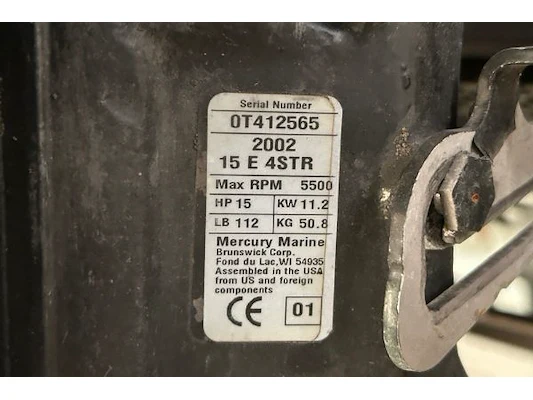 Serial Number
0T412565
2002
15 E 4STR
Max RPM 5500
HP 15 KW 11.2
LB 112 KG 50.8
Mercury Marine
Brunswick Corp.
Fond du Lac,WI 54935
Assembled in the USA
from US and foreign
components
CE 01